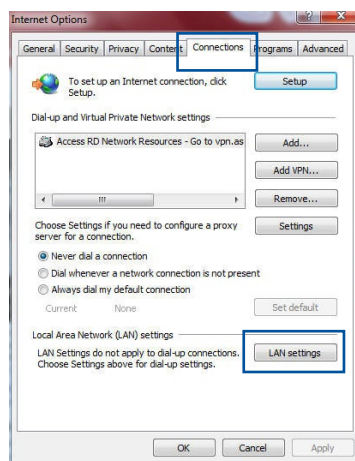 Internet Options
General Security Privacy Content Connections Programs Advanced
To set up an Internet connection, click
Setup.
Setup
Dial-up and Virtual Private Network settings
Access RD Network Resources - Go to vpn.as
Add...
Add VPN...
Remove...
Choose Settings if you need to configure a proxy
server for a connection.
Settings
Never dial a connection
Dial whenever a network connection is not present
Always dial my default connection
Current None
Set default
Local Area Network (LAN) settings
LAN Settings do not apply to dial-up connections.
Choose Settings above for dial-up settings.
LAN settings
OK Cancel Apply